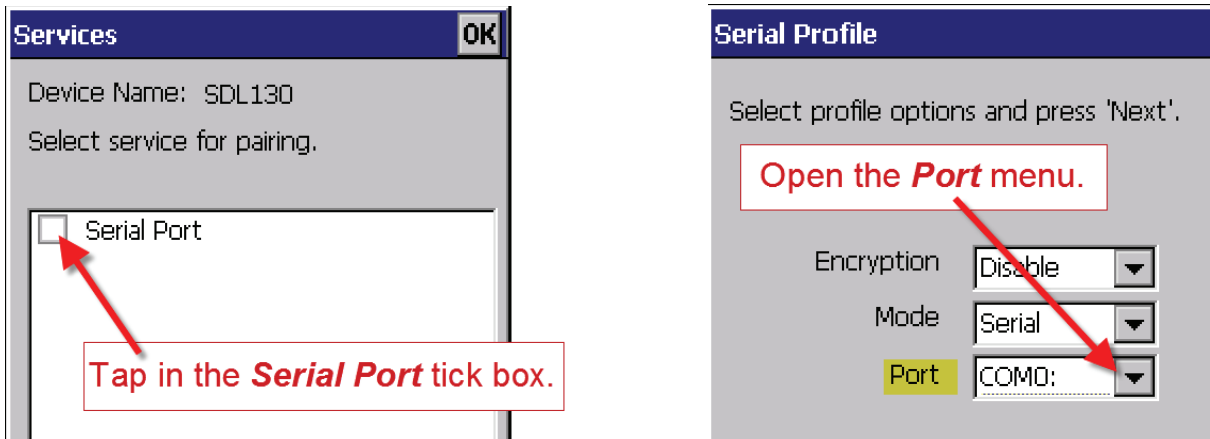 Services
OK
Device Name: SDL130
Select service for pairing.
Serial Port
Tap in the Serial Port tick box.
Serial Profile
Select profile options and press 'Next'.
Open the Port menu.
Encryption Disable
Mode Serial
Port COM0: